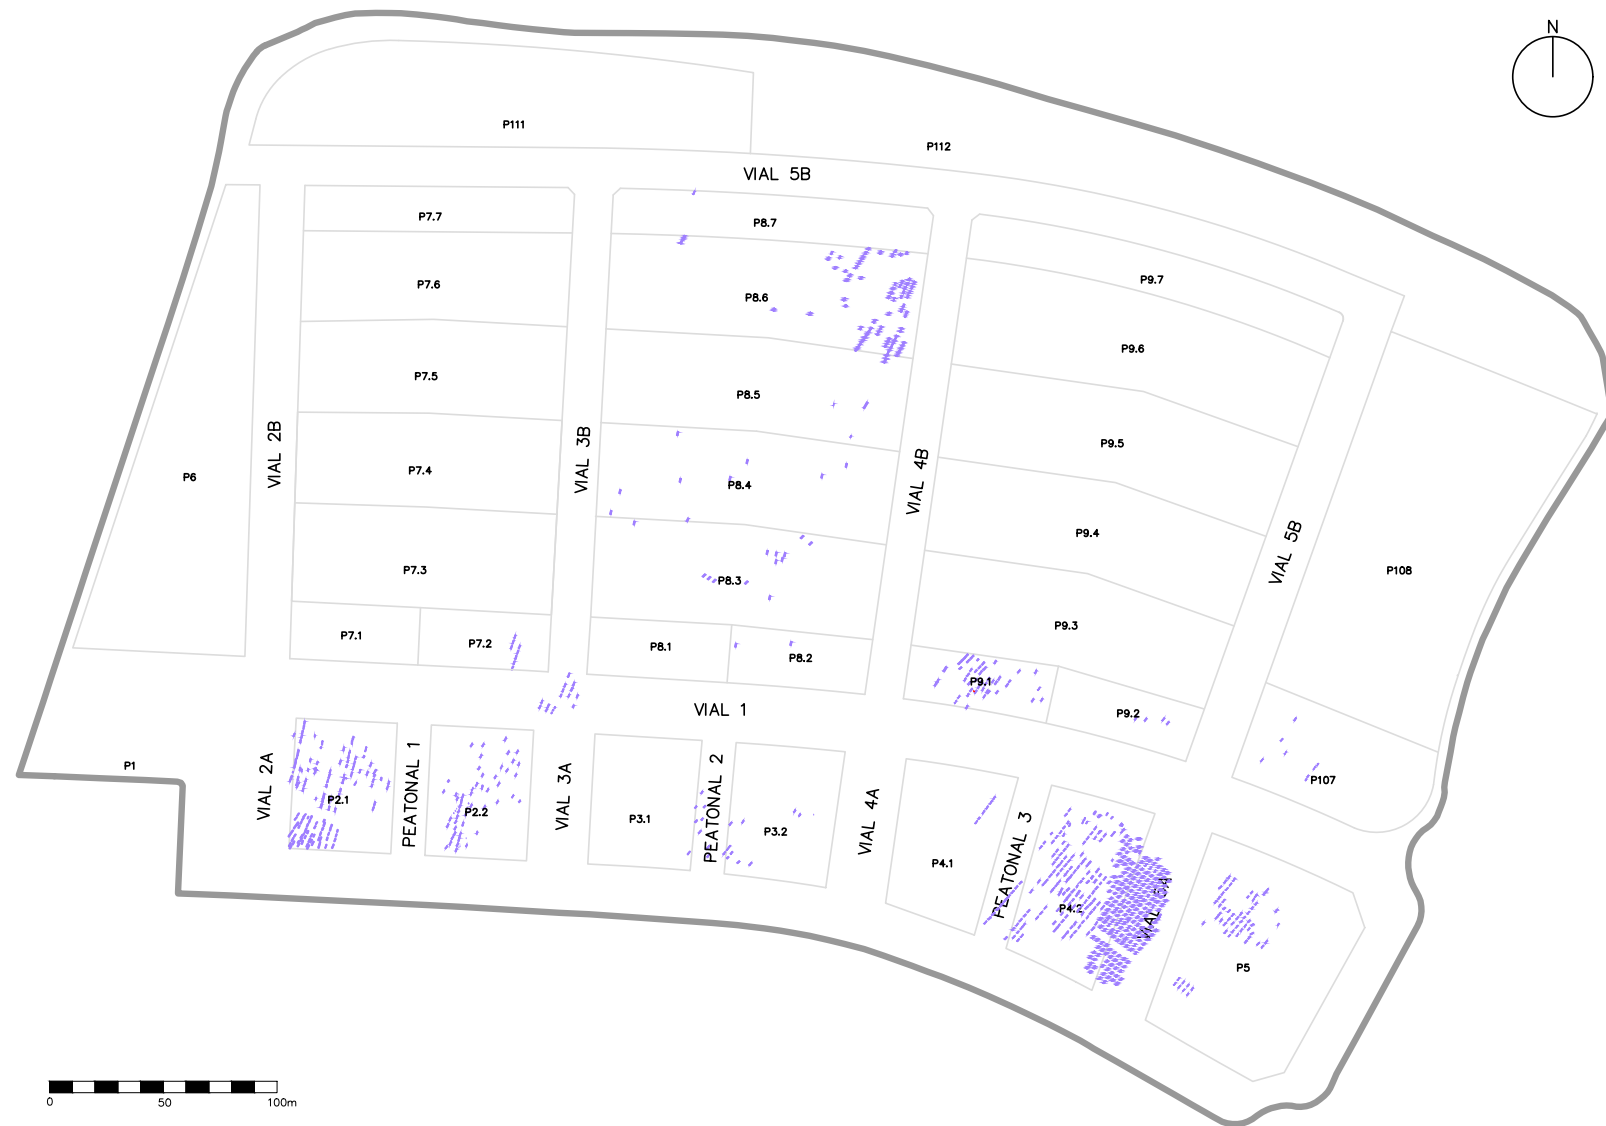 N
P111
P112
VIAL 5B
P7.7
P8.7
P9.7
P7.6
P8.6
P9.6
P7.5
P8.5
P9.5
VIAL 2B
VIAL 3B
VIAL 4B
P6
P7.4
P8.4
P9.4
VIAL 5B
P108
P7.3
P8.3
P9.3
P7.1
P7.2
P8.1
P8.2
P9.1
P9.2
VIAL 1
P1
VIAL 2A
P2.1
PEATONAL 1
P2.2
VIAL 3A
P3.1
PEATONAL 2
P3.2
VIAL 4A
P4.1
PEATONAL 3
P4.2
VIAL 5A
P107
P5
0 50 100m